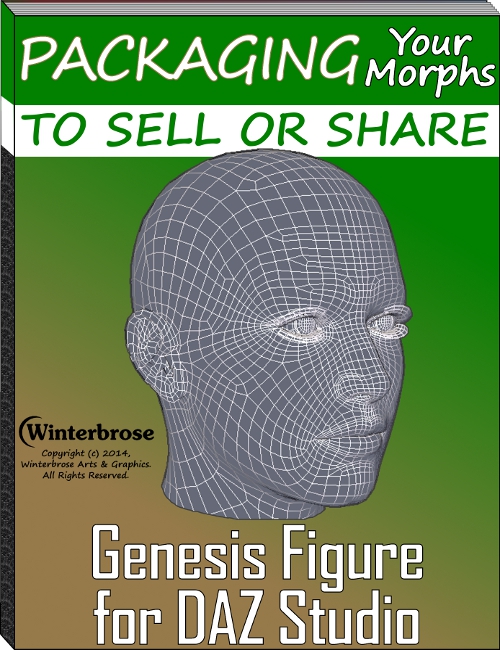 PACKAGING Your Morphs
TO SELL OR SHARE
Winterbrose
Copyright (c) 2014,
Winterbrose Arts & Graphics.
All Rights Reserved.
Genesis Figure
for DAZ Studio